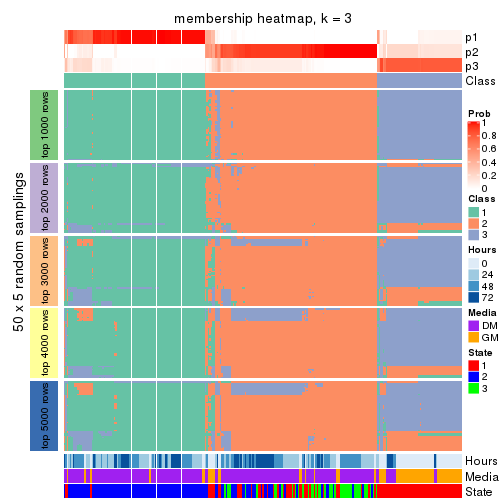 membership heatmap, k = 3
p1
p2
p3
Class
50 x 5 random samplings
top 1000 rows
top 2000 rows
top 3000 rows
top 4000 rows
top 5000 rows
Hours
Media
State
Prob
1
0.8
0.6
0.4
0.2
0
Class
1
2
3
Hours
0
24
48
72
Media
DM
GM
State
1
2
3